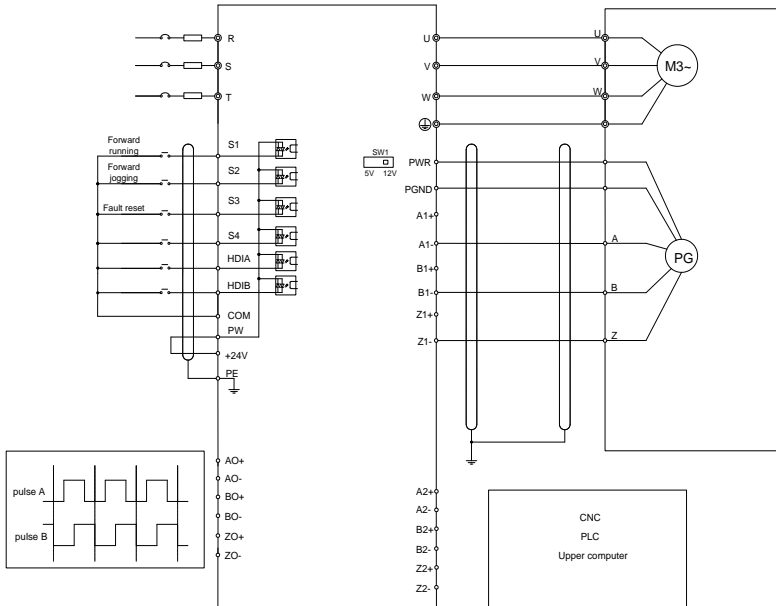 R
S
T
Forward
running
Forward
jogging
Fault reset
S1
S2
S3
S4
HDIA
HDIB
COM
PW
+24V
PE
SW1
5V 12V
U
V
W
PWR
PGND
A1+
A1-
B1+
B1-
Z1+
Z1-
U
V
W
M3~
A
B
Z
PG
pulse A
pulse B
AO+
AO-
BO+
BO-
ZO+
ZO-
A2+
A2-
B2+
B2-
Z2+
Z2-
CNC
PLC
Upper computer